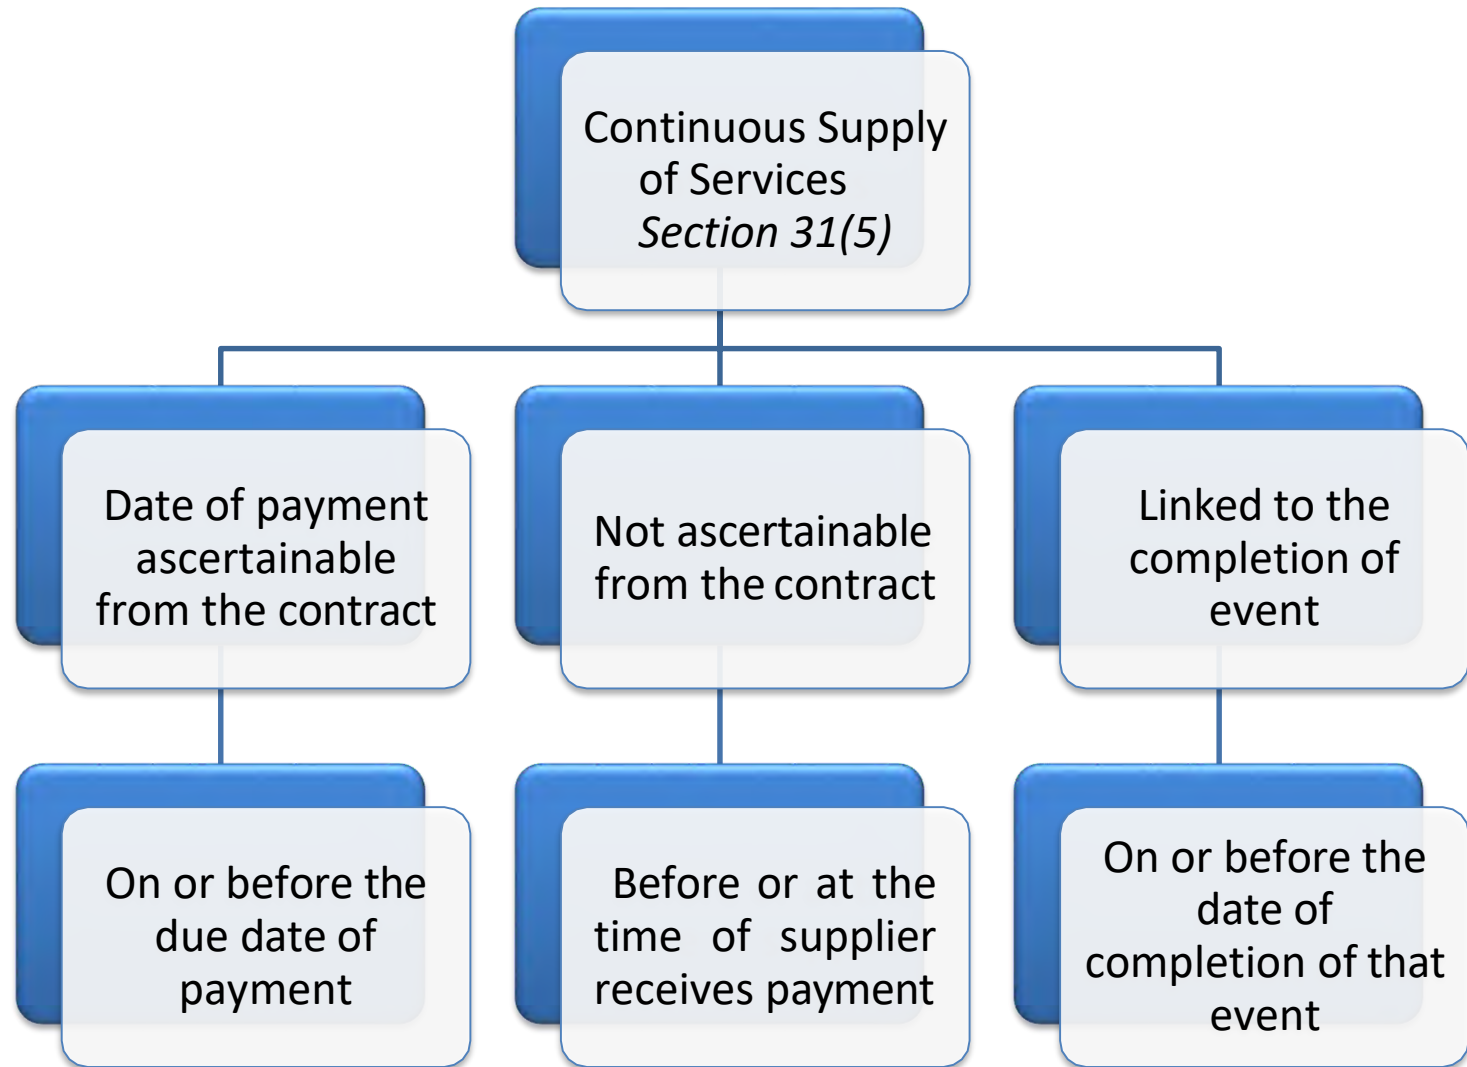 Continuous Supply
of Services
Section 31(5)
Date of payment
ascertainable
from the contract
Not ascertainable
from the contract
Linked to the
completion of
event
On or before the
due date of
payment
Before or at the
time of supplier
receives payment
On or before the
date of
completion of that
event